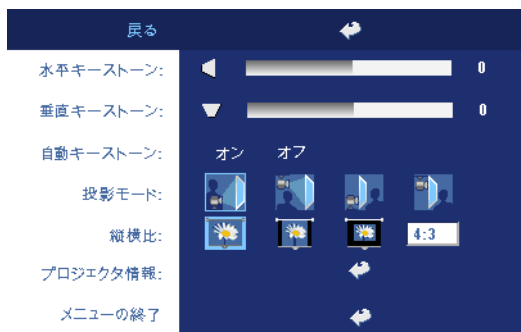 戻る
水平キーストーン: 0
垂直キーストーン: 0
自動キーストーン: オン オフ
投影モード:
縦横比: 4:3
プロジェクタ情報:
メニューの終了